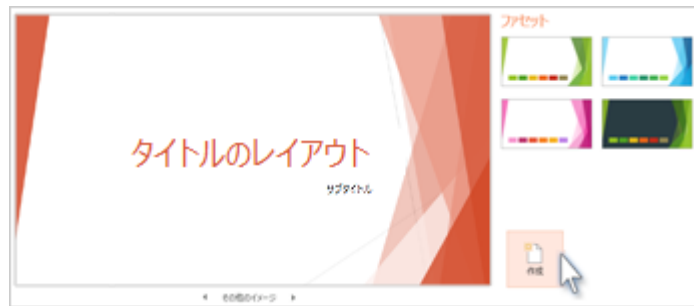 ファセット
タイトルのレイアウト
サブタイトル
その他のイメージ
作成